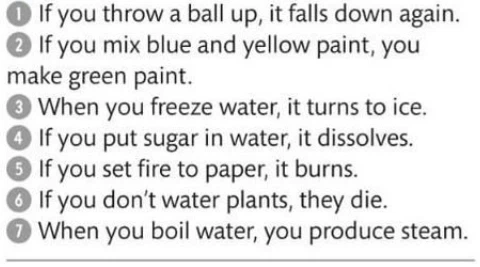 1 If you throw a ball up, it falls down again.
2 If you mix blue and yellow paint, you
make green paint.
3 When you freeze water, it turns to ice.
4 If you put sugar in water, it dissolves.
5 If you set fire to paper, it burns.
6 If you don't water plants, they die.
7 When you boil water, you produce steam.